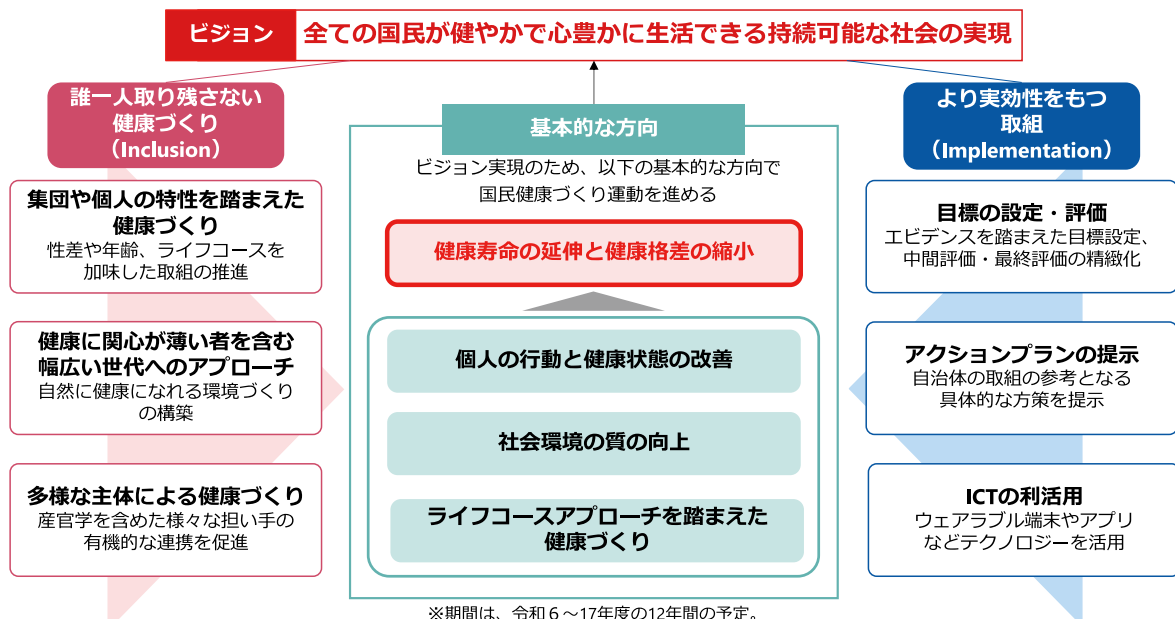 ビジョン 全ての国民が健やかで心豊かに生活できる持続可能な社会の実現
誰一人取り残さない
健康づくり
（Inclusion）
集団や個人の特性を踏まえた
健康づくり
性差や年齢、ライフコースを
加味した取組の推進
健康に関心が薄い者を含む
幅広い世代へのアプローチ
自然に健康になれる環境づくり
の構築
多様な主体による健康づくり
産官学を含めた様々な担い手の
有機的な連携を促進
基本的な方向
ビジョン実現のため、以下の基本的な方向で
国民健康づくり運動を進める
健康寿命の延伸と健康格差の縮小
個人の行動と健康状態の改善
社会環境の質の向上
ライフコースアプローチを踏まえた
健康づくり
※期間は、令和６～17年度の12年間の予定。
より実効性をもつ
取組
（Implementation）
目標の設定・評価
エビデンスを踏まえた目標設定、
中間評価・最終評価の精緻化
アクションプランの提示
自治体の取組の参考となる
具体的な方策を提示
ICTの利活用
ウェアラブル端末やアプリ
などテクノロジーを活用